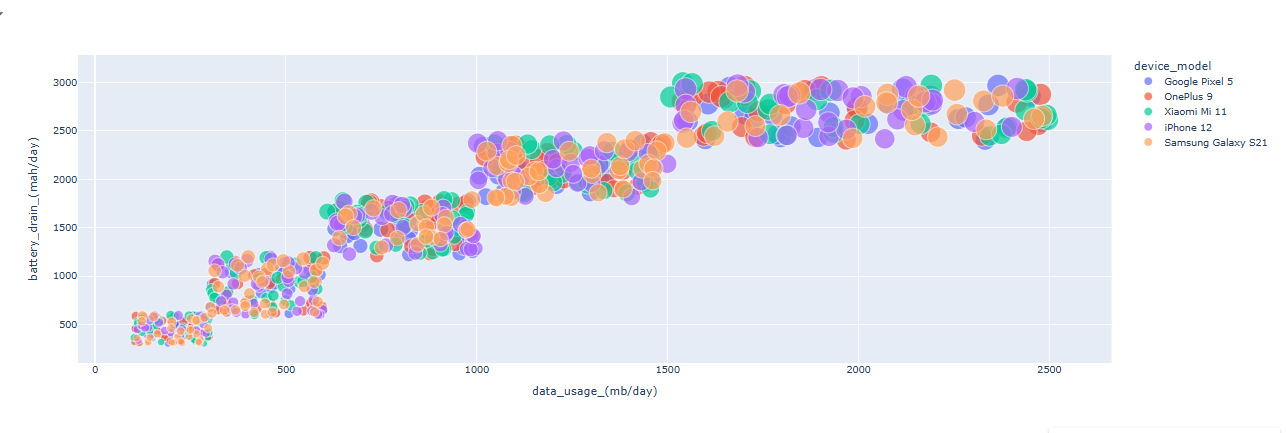 3000
2500
2000
1500
1000
500
battery_drain_(mah/day)
0 500 1000 1500 2000 2500
data_usage_(mb/day)
device_model
Google Pixel 5
OnePlus 9
Xiaomi Mi 11
iPhone 12
Samsung Galaxy S21